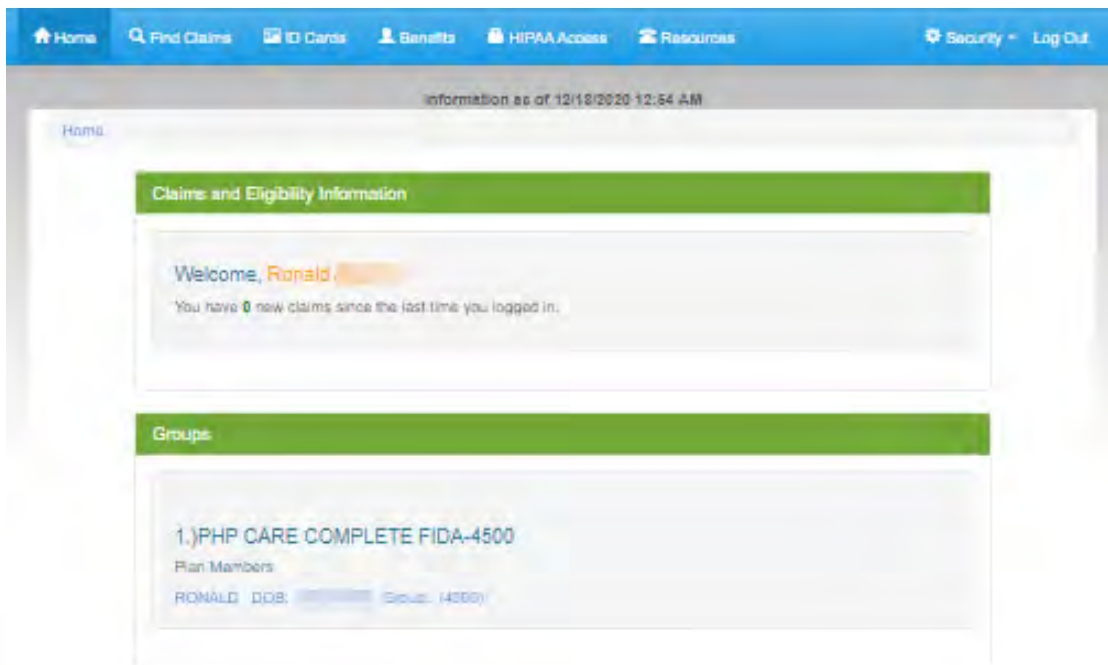 Home Find Claims ID Cards Benefits HIPAA Access Resources Security Log Out
Information as of 12/18/2020 12:54 AM
Home
Claims and Eligibility Information
Welcome, Ronald
You have 0 new claims since the last time you logged in.
Groups
1.)PHP CARE COMPLETE FIDA-4500
Plan Members
RONALD DOB: Group: (4500)